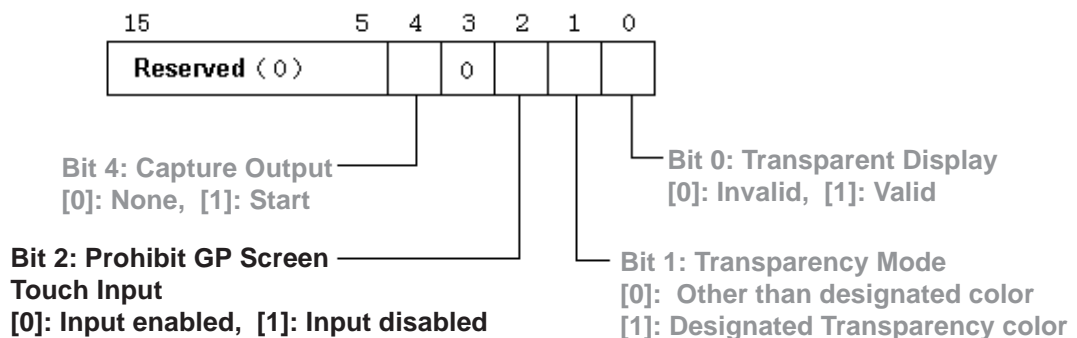 15 5 4 3 2 1 0
Reserved (0) 0
Bit 4: Capture Output
[0]: None, [1]: Start
Bit 0: Transparent Display
[0]: Invalid, [1]: Valid
Bit 2: Prohibit GP Screen
Touch Input
[0]: Input enabled, [1]: Input disabled
Bit 1: Transparency Mode
[0]: Other than designated color
[1]: Designated Transparency color